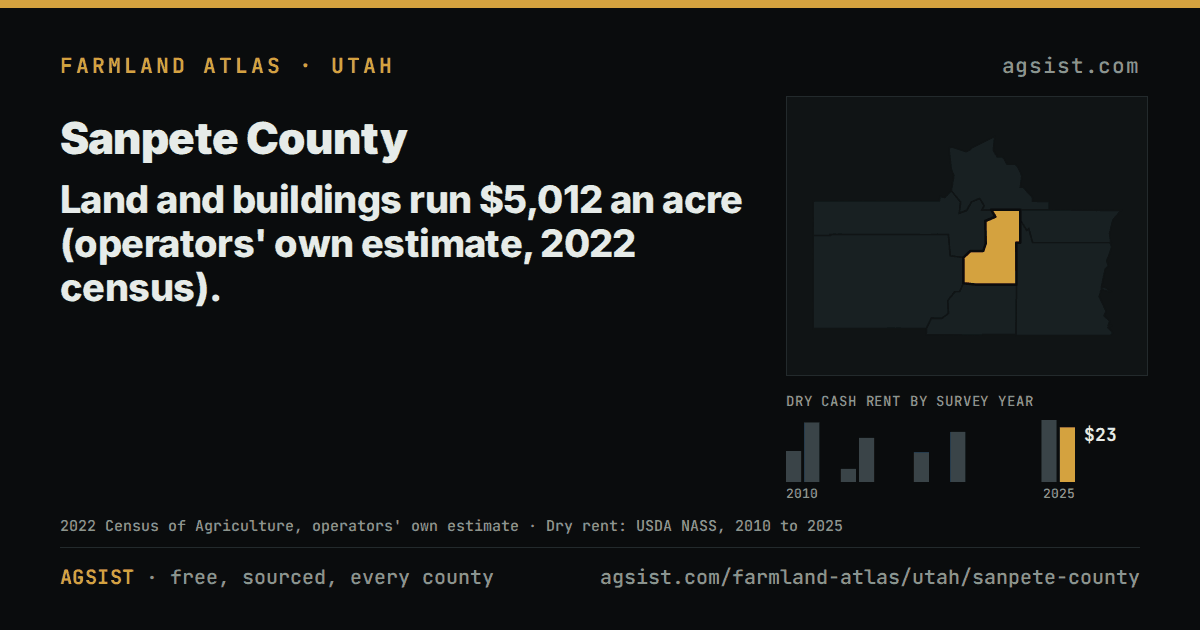 FARMLAND ATLAS · UTAH
agsist.com
Sanpete County
Land and buildings run $5,012 an acre
(operators' own estimate, 2022
census).
DRY CASH RENT BY SURVEY YEAR
$23
2010
2025
2022 Census of Agriculture, operators' own estimate · Dry rent: USDA NASS, 2010 to 2025
AGSIST · free, sourced, every county
agsist.com/farmland-atlas/utah/sanpete-county